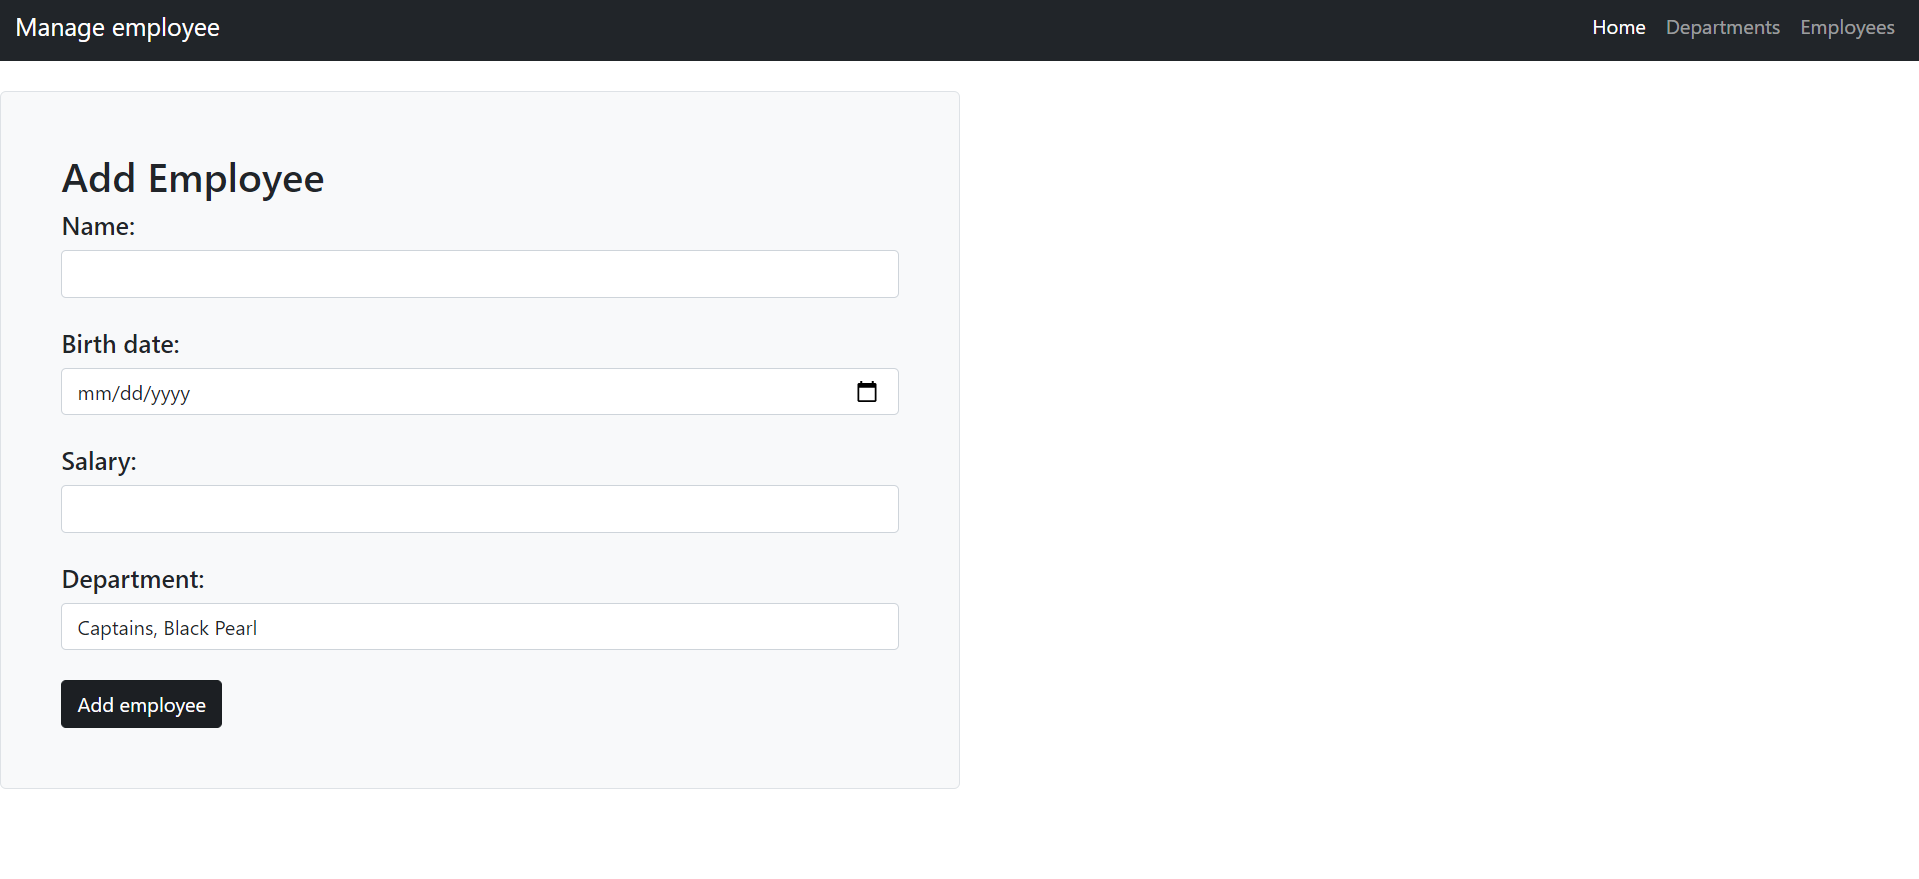 Manage employee
Home Departments Employees
Add Employee
Name:
Birth date:
mm/dd/yyyy
Salary:
Department:
Captains, Black Pearl
Add employee